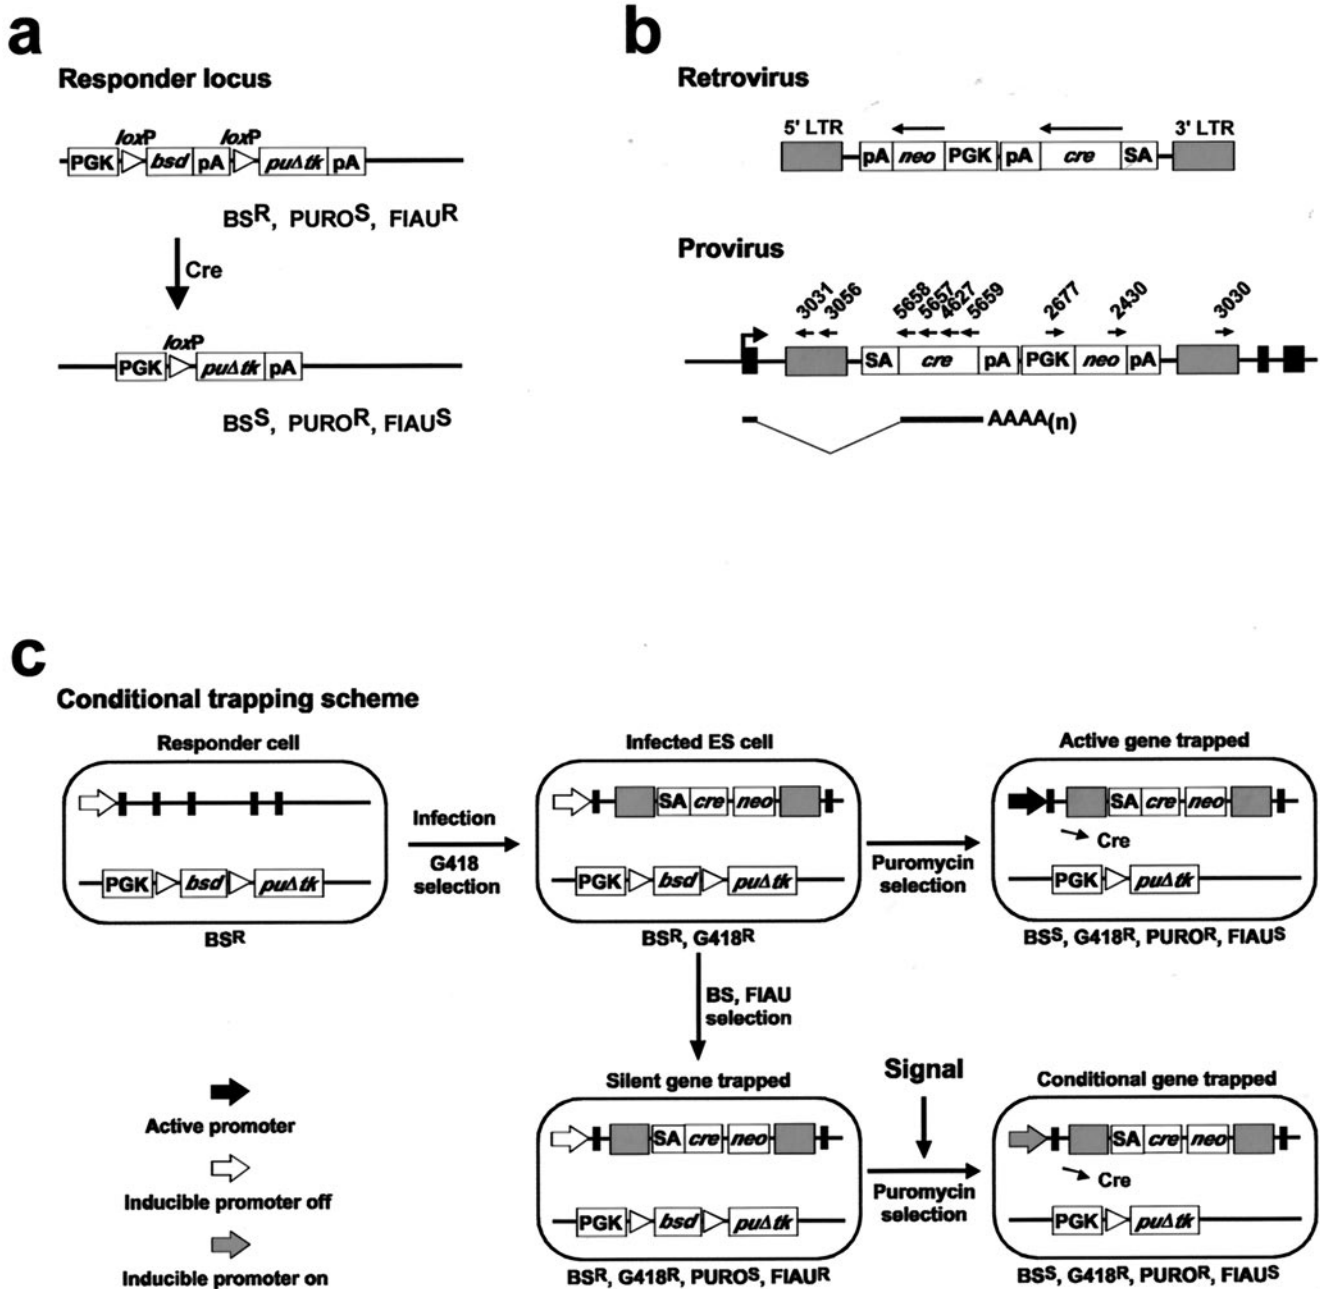 a
Responder locus
loxP loxP
PGK bsd pA puΔtk pA
BSR, PUROS, FIAUR
Cre
loxP
PGK puΔtk pA
BSS, PUROR, FIAUS
b
Retrovirus
5' LTR 3' LTR
pA neo PGK pA cre SA
Provirus
3031 3056 5658 5657 4627 5659 2677 2430 3030
SA cre pA PGK neo pA
AAAA(n)
c
Conditional trapping scheme
Responder cell
PGK bsd puΔtk
BSR
Infection
G418
selection
Infected ES cell
SA cre neo
PGK bsd puΔtk
BSR, G418R
Puromycin
selection
Active gene trapped
SA cre neo
Cre
PGK puΔtk
BSS, G418R, PUROR, FIAUS
BS, FIAU
selection
Active promoter
Inducible promoter off
Inducible promoter on
Silent gene trapped
SA cre neo
PGK bsd puΔtk
BSR, G418R, PUROS, FIAUR
Signal
Puromycin
selection
Conditional gene trapped
SA cre neo
Cre
PGK puΔtk
BSS, G418R, PUROR, FIAUS